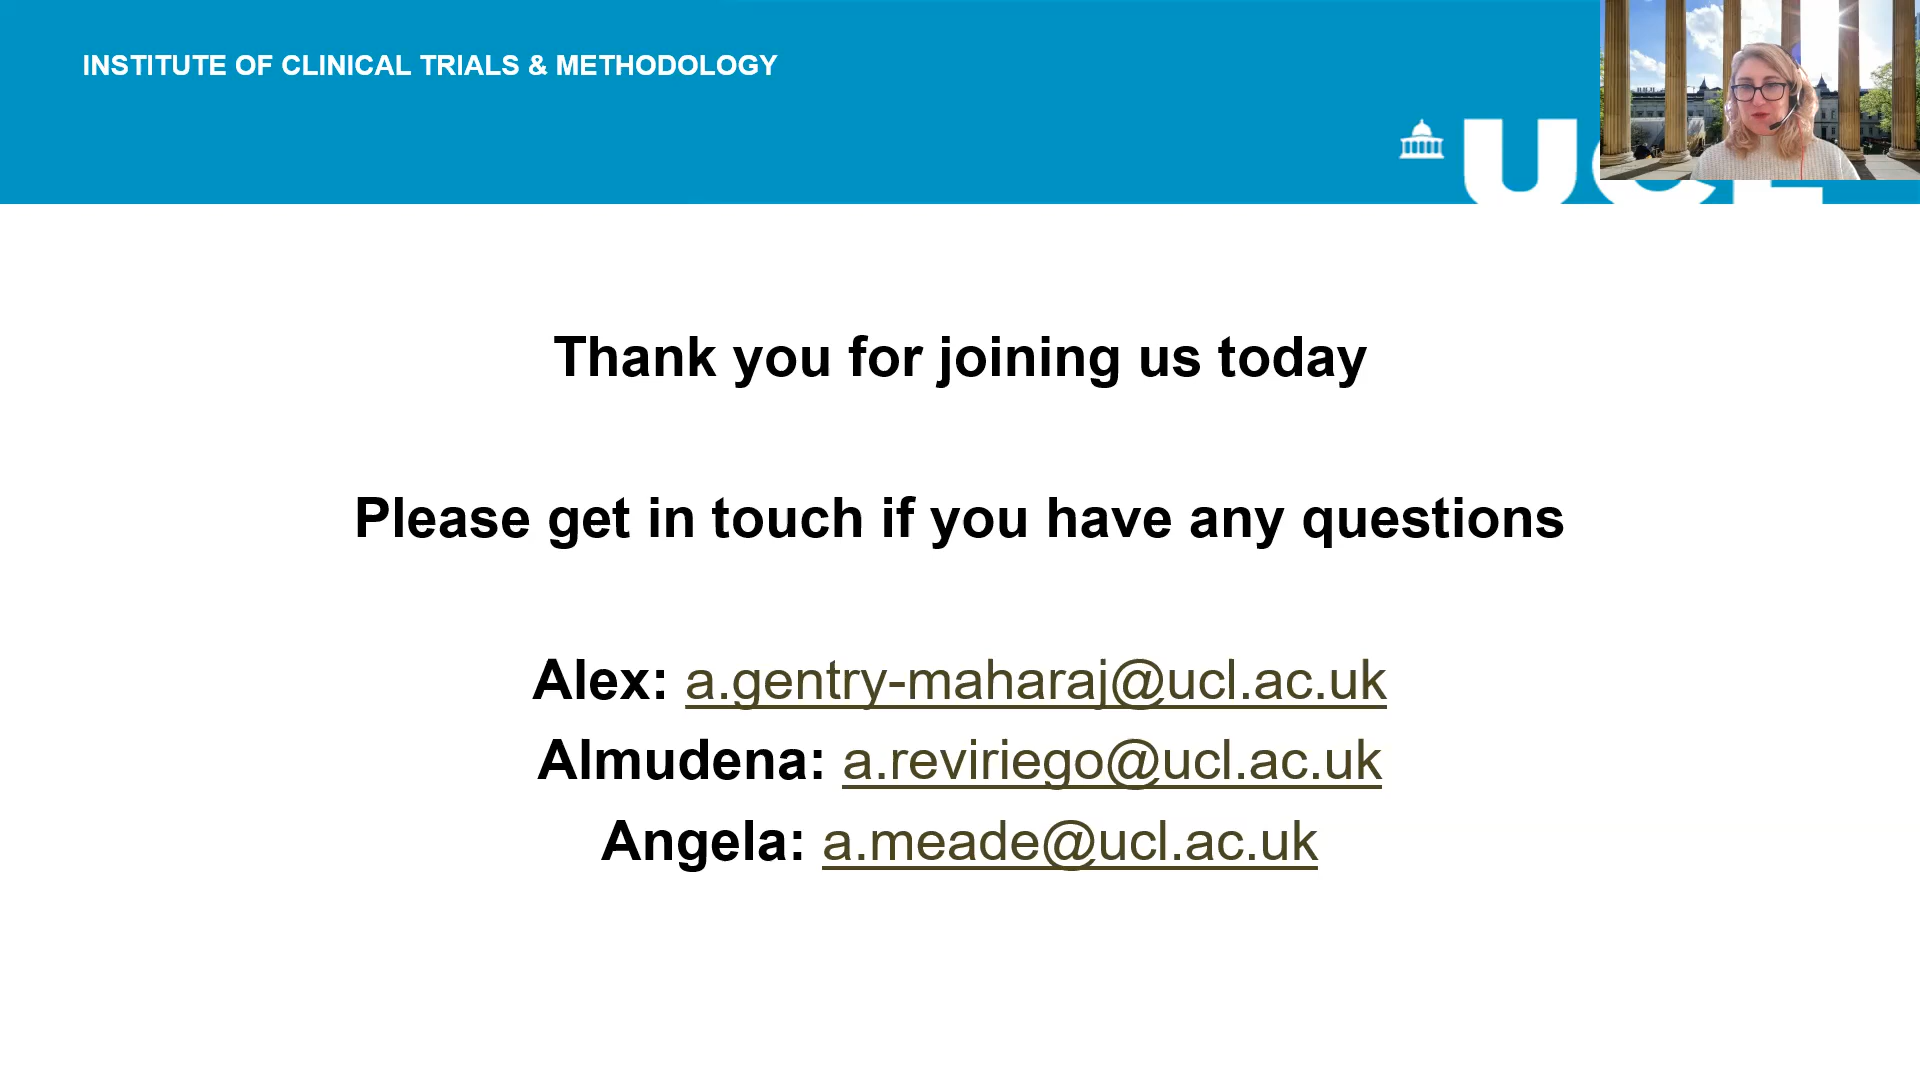 INSTITUTE OF CLINICAL TRIALS & METHODOLOGY
UCL
Thank you for joining us today
Please get in touch if you have any questions
Alex: a.gentry-maharaj@ucl.ac.uk
Almudena: a.reviriego@ucl.ac.uk
Angela: a.meade@ucl.ac.uk